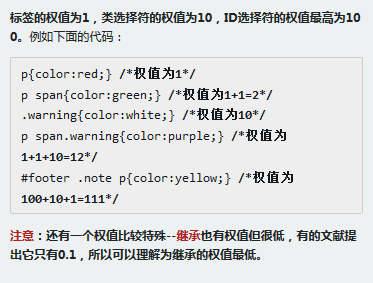 标签的权值为1，类选择符的权值为10，ID选择符的权值最高为10
0。例如下面的代码：
p{color:red;} /*权值为1*/
p span{color:green;} /*权值为1+1=2*/
.warning{color:white;} /*权值为10*/
p span.warning{color:purple;} /*权值为
1+1+10=12*/
#footer .note p{color:yellow;} /*权值为
100+10+1=111*/
注意：还有一个权值比较特殊--继承也有权值但很低，有的文献提
出它只有0.1，所以可以理解为继承的权值最低。